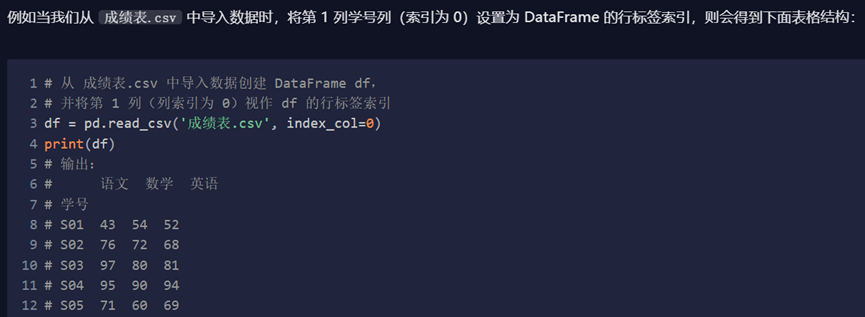 例如当我们从 成绩表.csv 中导入数据时，将第 1 列学号列（索引为 0）设置为 DataFrame 的行标签索引，则会得到下面表格结构：
1 # 从 成绩表.csv 中导入数据创建 DataFrame df，
2 # 并将第 1 列（列索引为 0）视作 df 的行标签索引
3 df = pd.read_csv('成绩表.csv', index_col=0)
4 print(df)
5 # 输出：
6 #      语文  数学  英语
7 # 学号
8 # S01  43  54  52
9 # S02  76  72  68
10 # S03  97  80  81
11 # S04  95  90  94
12 # S05  71  60  69